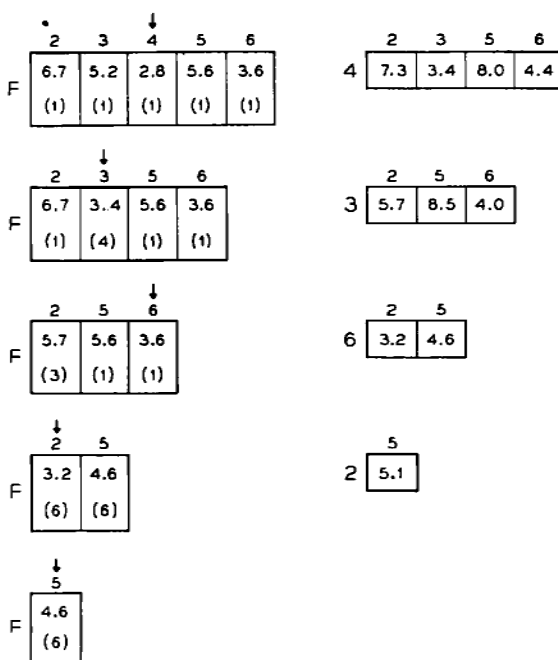 2 3 4 5 6
F 6.7 5.2 2.8 5.6 3.6
(1) (1) (1) (1) (1)
2 3 5 6
4 7.3 3.4 8.0 4.4
2 3 5 6
F 6.7 3.4 5.6 3.6
(1) (4) (1) (1)
2 5 6
3 5.7 8.5 4.0
2 5 6
F 5.7 5.6 3.6
(3) (1) (1)
2 5
6 3.2 4.6
2 5
F 3.2 4.6
(6) (6)
5
2 5.1
5
F 4.6
(6)